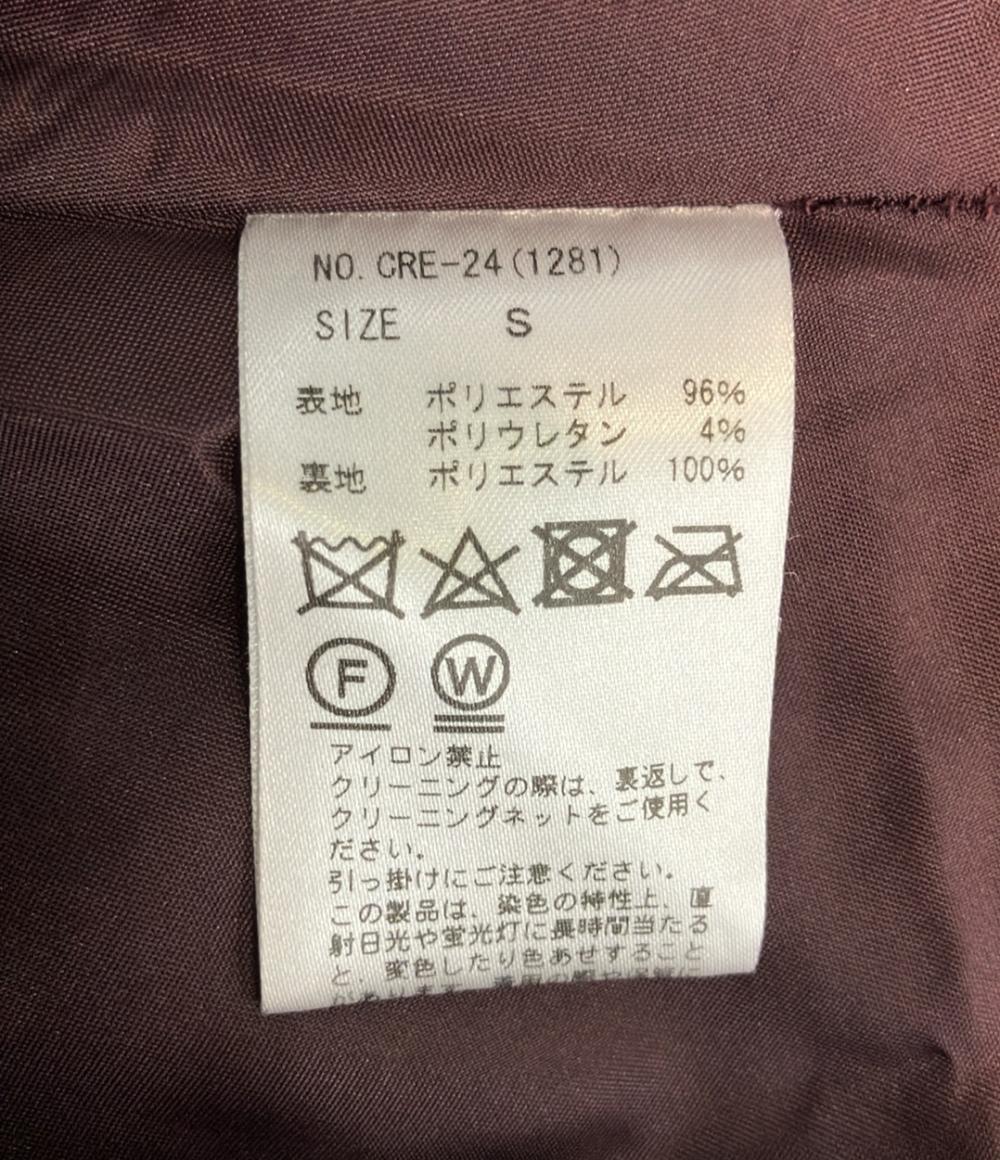 NO. CRE-24(1281)
SIZE S
表地 ポリエステル 96%
ポリウレタン 4%
裏地 ポリエステル 100%
F W
アイロン禁止
クリーニングの際は、裏返しで、
クリーニングネットをご使用く
ださい。
引っ掛けにご注意ください。
この製品は、染色の特性上、直
射日光や蛍光灯に長時間当たる
と、変色したり色あせすること
があります。